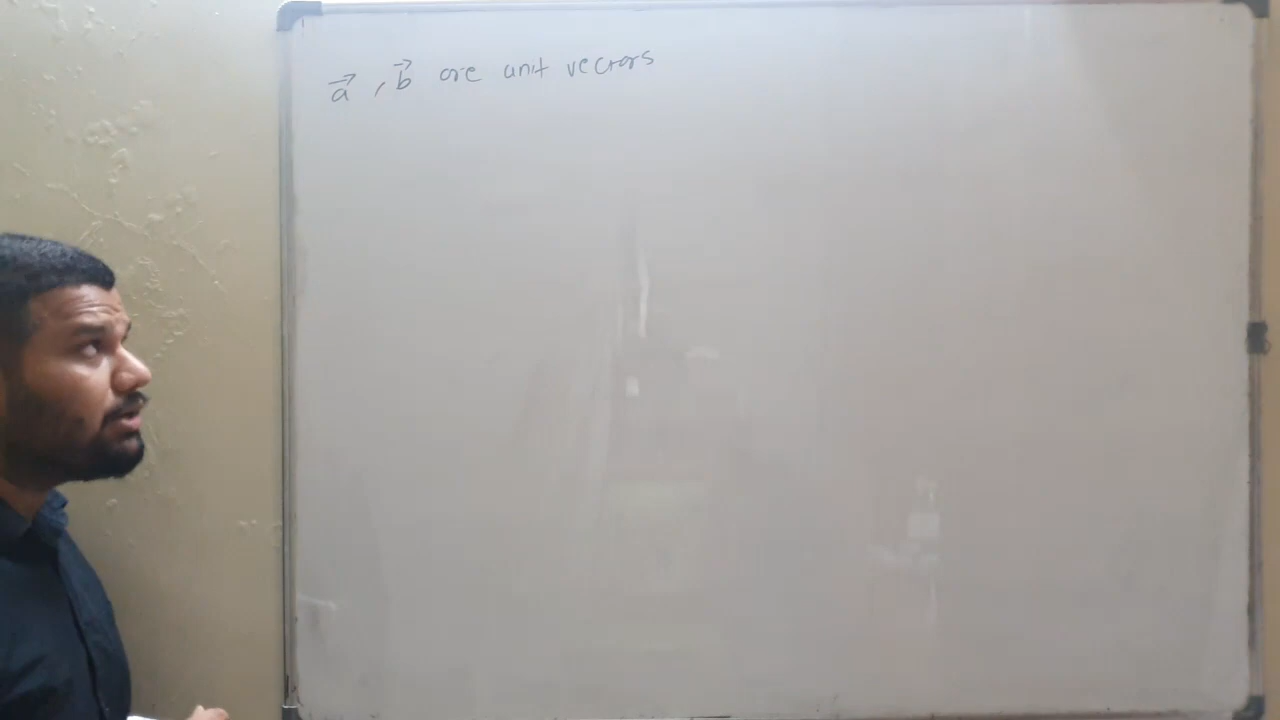 a⃗ , b⃗ are unit vectors